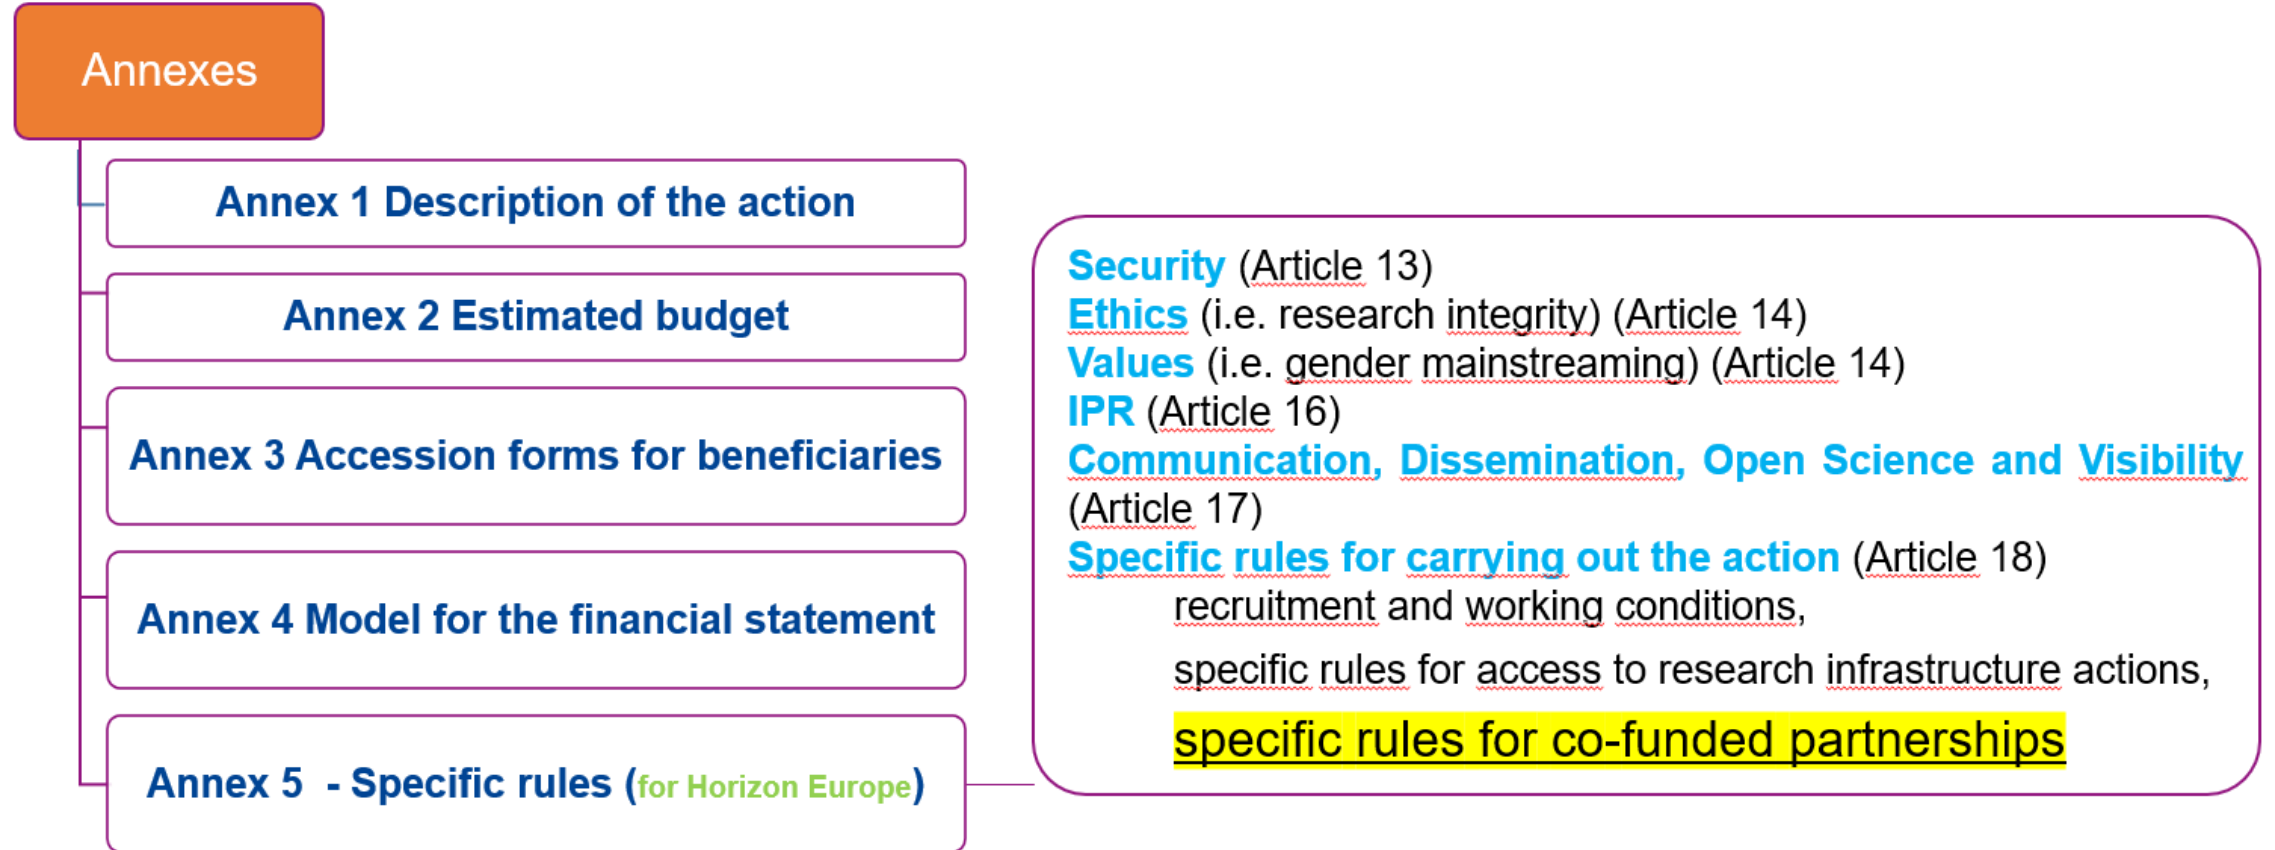 Annexes
Annex 1 Description of the action
Annex 2 Estimated budget
Annex 3 Accession forms for beneficiaries
Annex 4 Model for the financial statement
Annex 5  - Specific rules (for Horizon Europe)
Security (Article 13)
Ethics (i.e. research integrity) (Article 14)
Values (i.e. gender mainstreaming) (Article 14)
IPR (Article 16)
Communication, Dissemination, Open Science and Visibility
(Article 17)
Specific rules for carrying out the action (Article 18)
recruitment and working conditions,
specific rules for access to research infrastructure actions,
specific rules for co-funded partnerships